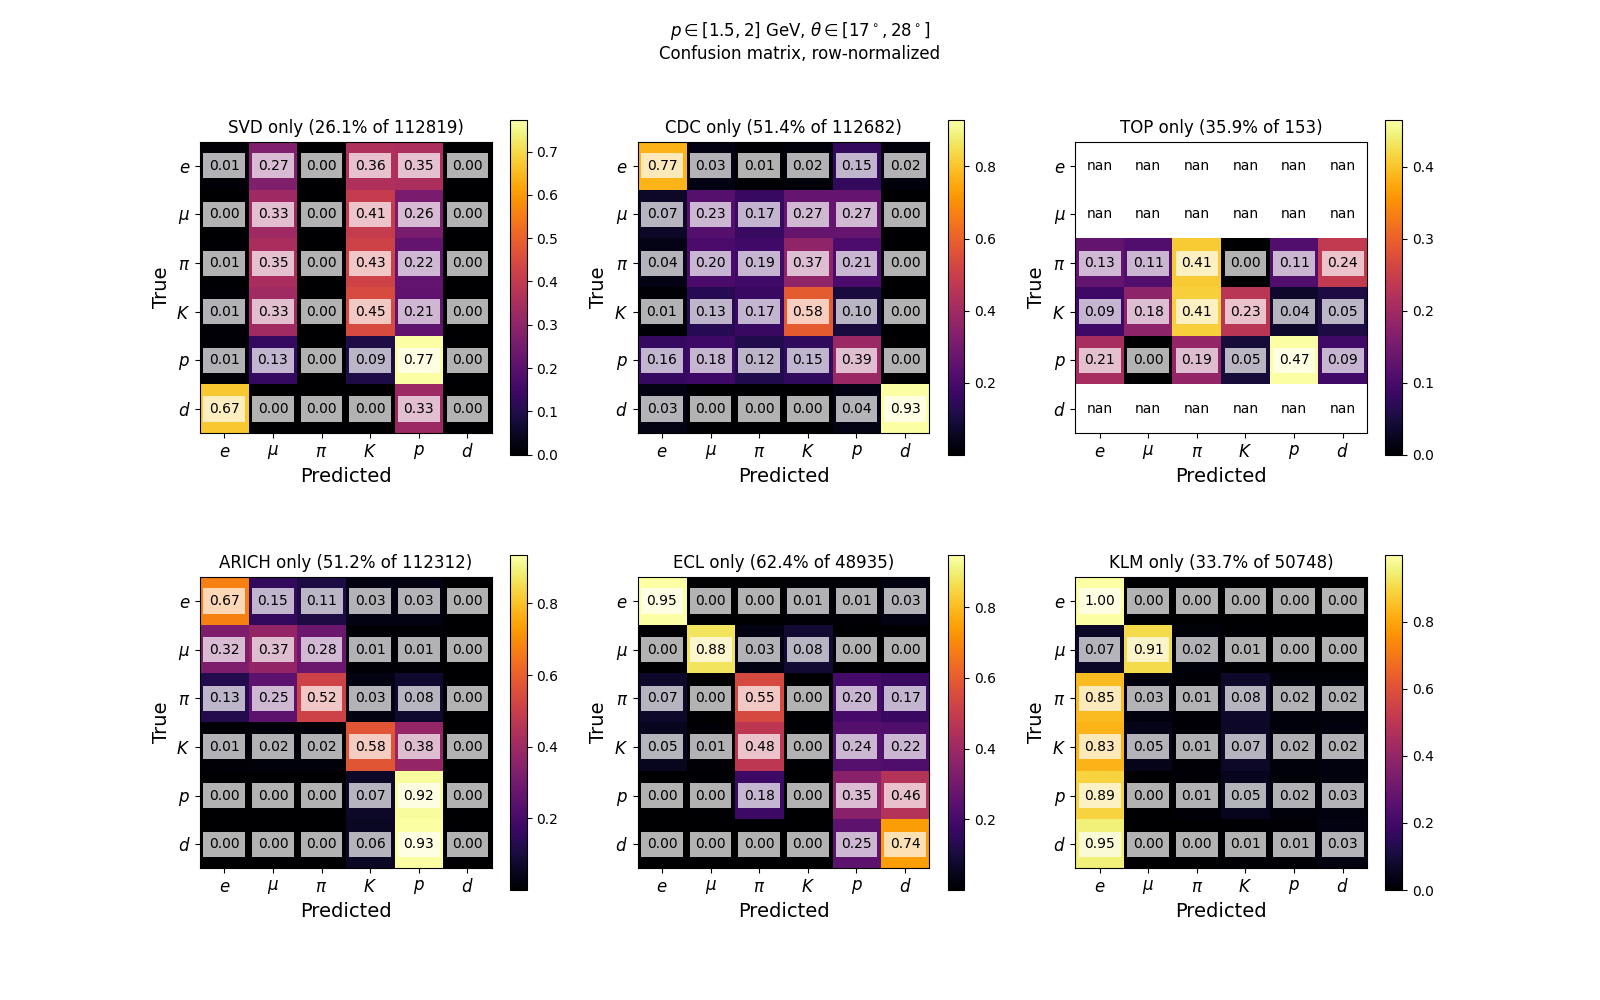 p ∈ [1.5, 2] GeV, θ ∈ [17°, 28°]
Confusion matrix, row-normalized
SVD only (26.1% of 112819)
e 0.01 0.27 0.00 0.36 0.35 0.00
μ 0.00 0.33 0.00 0.41 0.26 0.00
π 0.01 0.35 0.00 0.43 0.22 0.00
K 0.01 0.33 0.00 0.45 0.21 0.00
p 0.01 0.13 0.00 0.09 0.77 0.00
d 0.67 0.00 0.00 0.00 0.33 0.00
e μ π K p d
Predicted
True
0.7
0.6
0.5
0.4
0.3
0.2
0.1
0.0
CDC only (51.4% of 112682)
e 0.77 0.03 0.01 0.02 0.15 0.02
μ 0.07 0.23 0.17 0.27 0.27 0.00
π 0.04 0.20 0.19 0.37 0.21 0.00
K 0.01 0.13 0.17 0.58 0.10 0.00
p 0.16 0.18 0.12 0.15 0.39 0.00
d 0.03 0.00 0.00 0.00 0.04 0.93
e μ π K p d
Predicted
True
0.8
0.6
0.4
0.2
TOP only (35.9% of 153)
e nan nan nan nan nan nan
μ nan nan nan nan nan nan
π 0.13 0.11 0.41 0.00 0.11 0.24
K 0.09 0.18 0.41 0.23 0.04 0.05
p 0.21 0.00 0.19 0.05 0.47 0.09
d nan nan nan nan nan nan
e μ π K p d
Predicted
True
0.4
0.3
0.2
0.1
0.0
ARICH only (51.2% of 112312)
e 0.67 0.15 0.11 0.03 0.03 0.00
μ 0.32 0.37 0.28 0.01 0.01 0.00
π 0.13 0.25 0.52 0.03 0.08 0.00
K 0.01 0.02 0.02 0.58 0.38 0.00
p 0.00 0.00 0.00 0.07 0.92 0.00
d 0.00 0.00 0.00 0.06 0.93 0.00
e μ π K p d
Predicted
True
0.8
0.6
0.4
0.2
ECL only (62.4% of 48935)
e 0.95 0.00 0.00 0.01 0.01 0.03
μ 0.00 0.88 0.03 0.08 0.00 0.00
π 0.07 0.00 0.55 0.00 0.20 0.17
K 0.05 0.01 0.48 0.00 0.24 0.22
p 0.00 0.00 0.18 0.00 0.35 0.46
d 0.00 0.00 0.00 0.00 0.25 0.74
e μ π K p d
Predicted
True
0.8
0.6
0.4
0.2
KLM only (33.7% of 50748)
e 1.00 0.00 0.00 0.00 0.00 0.00
μ 0.07 0.91 0.02 0.01 0.00 0.00
π 0.85 0.03 0.01 0.08 0.02 0.02
K 0.83 0.05 0.01 0.07 0.02 0.02
p 0.89 0.00 0.01 0.05 0.02 0.03
d 0.95 0.00 0.00 0.01 0.01 0.03
e μ π K p d
Predicted
True
0.8
0.6
0.4
0.2
0.0